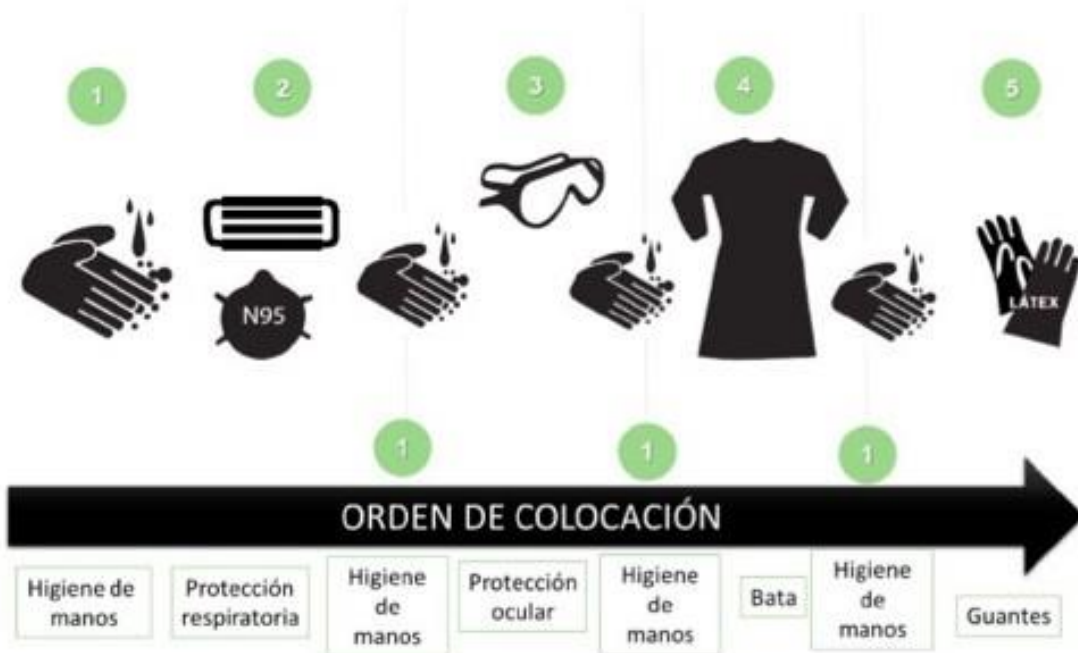 1
2
3
4
5
N95
LÁTEX
1
1
1
ORDEN DE COLOCACIÓN
Higiene de
manos
Protección
respiratoria
Higiene
de
manos
Protección
ocular
Higiene
de
manos
Bata
Higiene
de
manos
Guantes